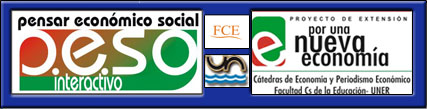 pensar económico social
p.e.s.o
interactivo
FCE
un
PROYECTO DE EXTENSIÓN
por una
nueva
economía
e
Cátedras de Economía y Periodismo Económico
Facultad Cs de la Educación- UNER